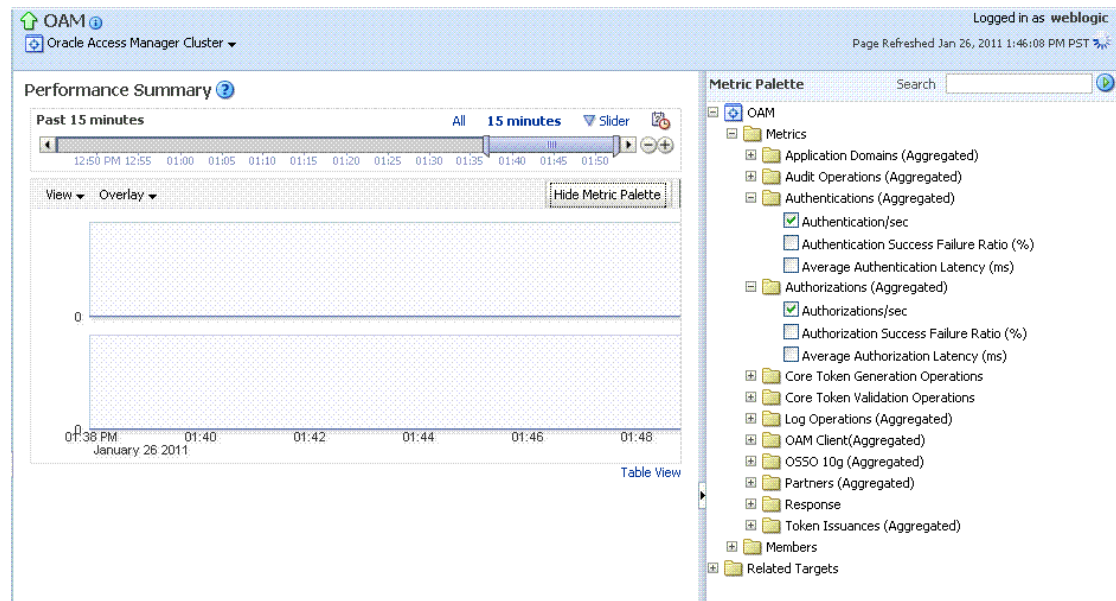 OAM
Logged in as weblogic
Oracle Access Manager Cluster
Page Refreshed Jan 26, 2011 1:46:08 PM PST
Performance Summary
Past 15 minutes
All 15 minutes Slider
12:50 PM 12:55 01:00 01:05 01:10 01:15 01:20 01:25 01:30 01:35 01:40 01:45 01:50
View Overlay
Hide Metric Palette
0
0
01:38 PM 01:40 01:42 01:44 01:46 01:48
January 26 2011
Table View
Metric Palette Search
OAM
Metrics
Application Domains (Aggregated)
Audit Operations (Aggregated)
Authentications (Aggregated)
Authentication/sec
Authentication Success Failure Ratio (%)
Average Authentication Latency (ms)
Authorizations (Aggregated)
Authorizations/sec
Authorization Success Failure Ratio (%)
Average Authorization Latency (ms)
Core Token Generation Operations
Core Token Validation Operations
Log Operations (Aggregated)
OAM Client(Aggregated)
OSSO 10g (Aggregated)
Partners (Aggregated)
Response
Token Issuances (Aggregated)
Members
Related Targets